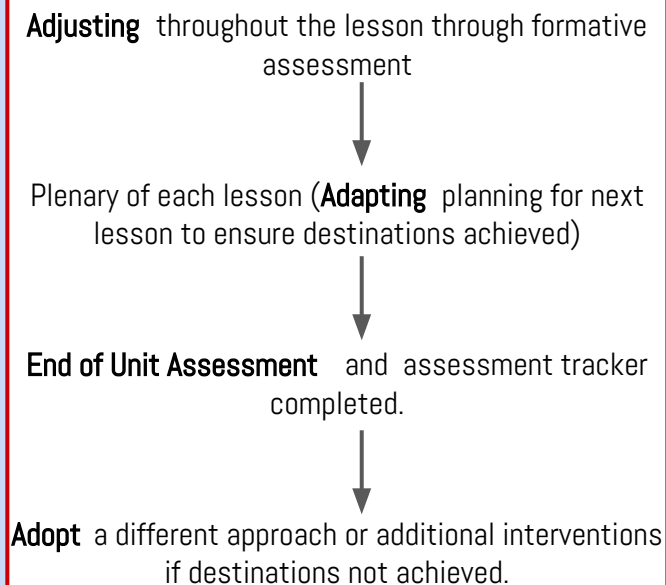 Adjusting throughout the lesson through formative
assessment
Plenary of each lesson (Adapting planning for next
lesson to ensure destinations achieved)
End of Unit Assessment and assessment tracker
completed.
Adopt a different approach or additional interventions
if destinations not achieved.